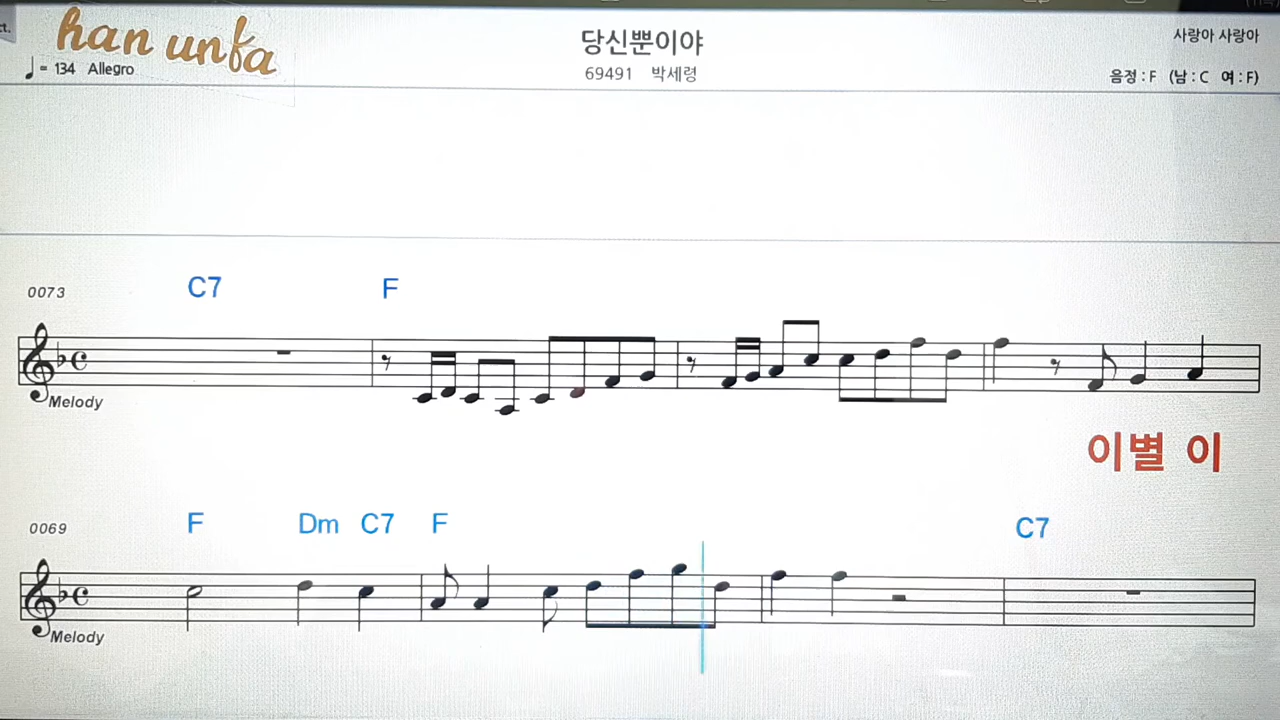 ct.
han unfa
♩= 134 Allegro
당신뿐이야
69491 박세령
사랑아 사랑아
음정 : F (남 : C 여 : F)
0073
C7 F
Melody
이별 이
0069
F Dm C7 F C7
Melody